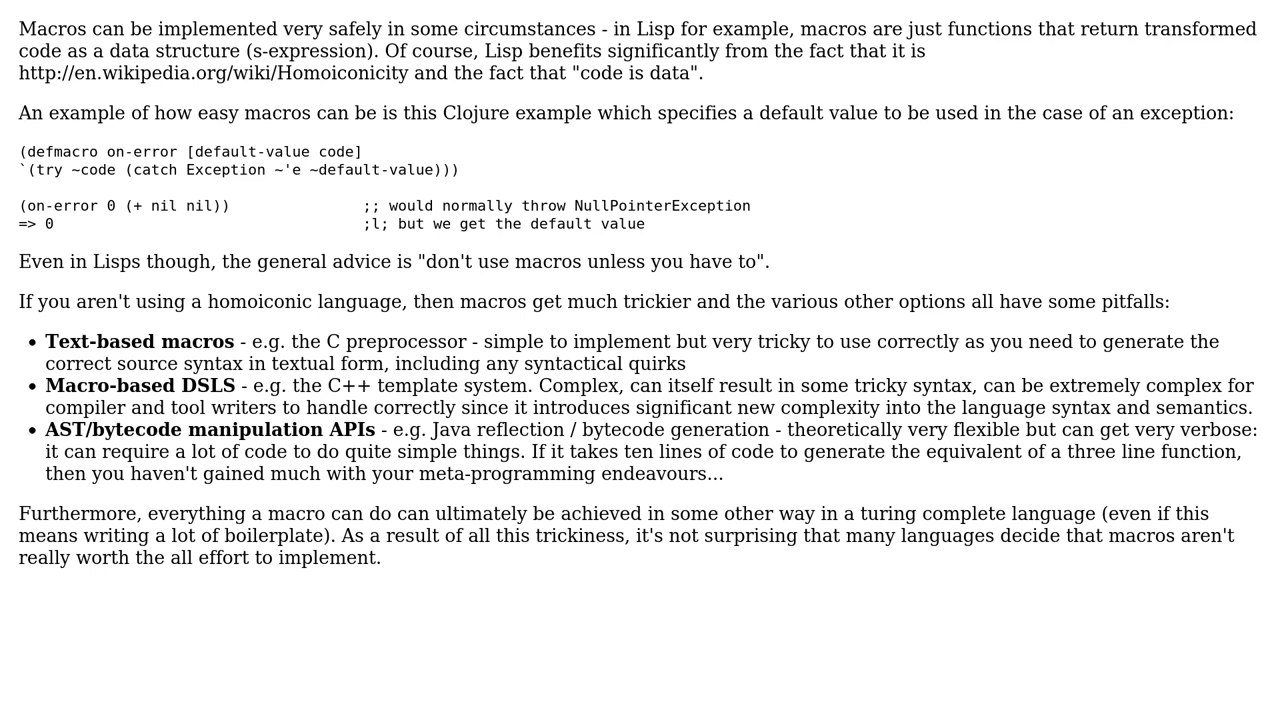 Macros can be implemented very safely in some circumstances - in Lisp for example, macros are just functions that return transformed
code as a data structure (s-expression). Of course, Lisp benefits significantly from the fact that it is
http://en.wikipedia.org/wiki/Homoiconicity and the fact that "code is data".
An example of how easy macros can be is this Clojure example which specifies a default value to be used in the case of an exception:
(defmacro on-error [default-value code]
`(try ~code (catch Exception ~'e ~default-value)))
(on-error 0 (+ nil nil))               ;; would normally throw NullPointerException
=> 0                                   ;l; but we get the default value
Even in Lisps though, the general advice is "don't use macros unless you have to".
If you aren't using a homoiconic language, then macros get much trickier and the various other options all have some pitfalls:
• Text-based macros - e.g. the C preprocessor - simple to implement but very tricky to use correctly as you need to generate the
correct source syntax in textual form, including any syntactical quirks
• Macro-based DSLS - e.g. the C++ template system. Complex, can itself result in some tricky syntax, can be extremely complex for
compiler and tool writers to handle correctly since it introduces significant new complexity into the language syntax and semantics.
• AST/bytecode manipulation APIs - e.g. Java reflection / bytecode generation - theoretically very flexible but can get very verbose:
it can require a lot of code to do quite simple things. If it takes ten lines of code to generate the equivalent of a three line function,
then you haven't gained much with your meta-programming endeavours...
Furthermore, everything a macro can do can ultimately be achieved in some other way in a turing complete language (even if this
means writing a lot of boilerplate). As a result of all this trickiness, it's not surprising that many languages decide that macros aren't
really worth the all effort to implement.